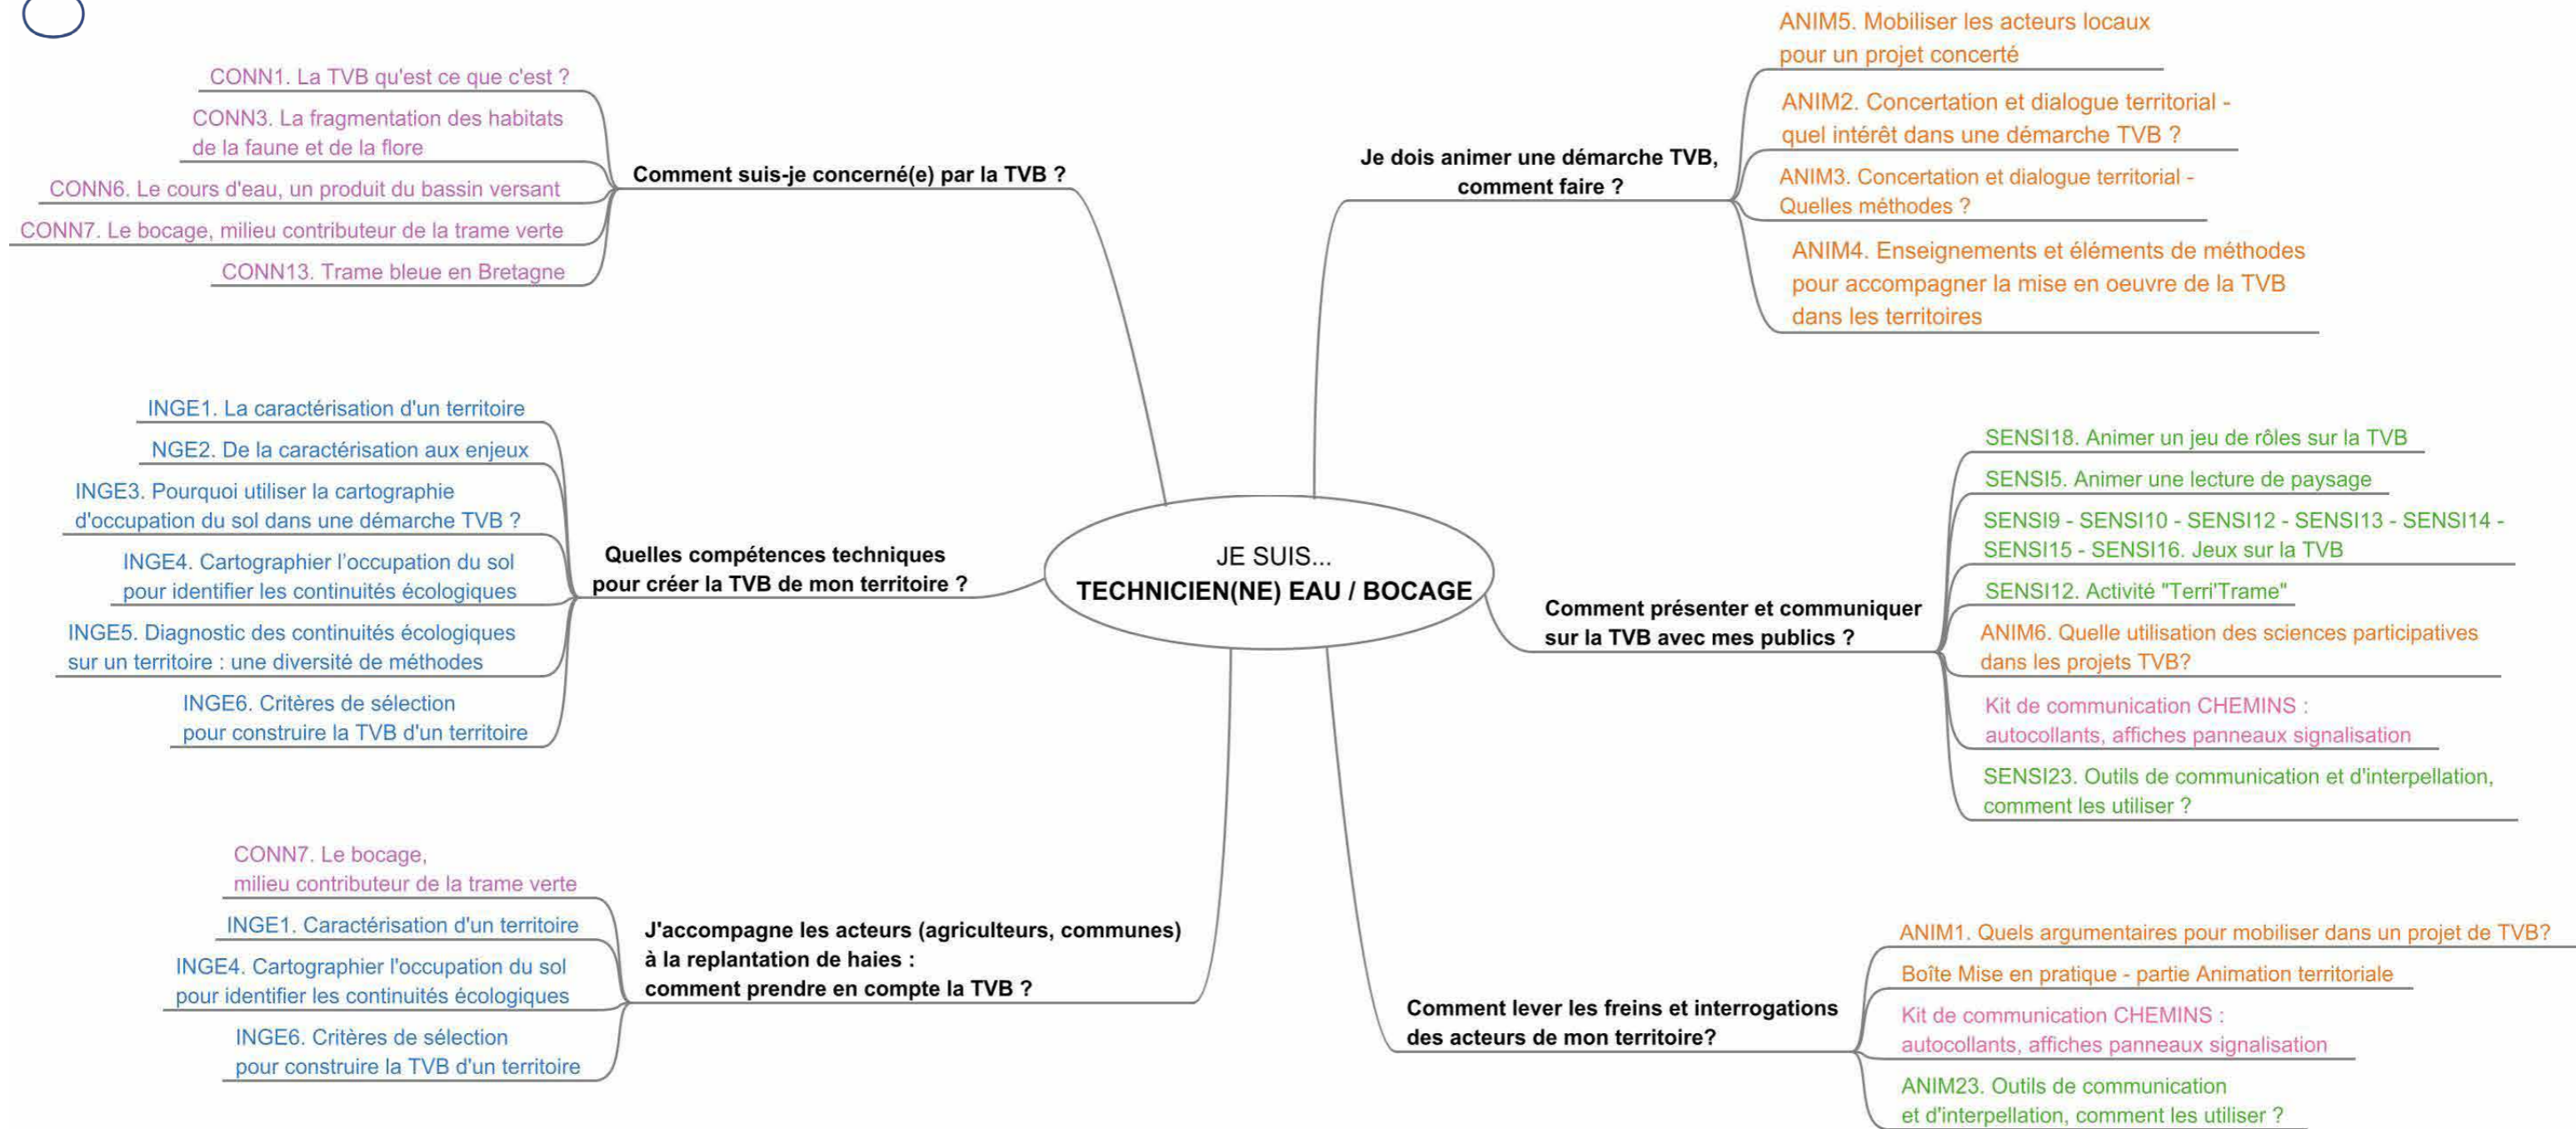 CONN1. La TVB qu'est ce que c'est ?
CONN3. La fragmentation des habitats
de la faune et de la flore
CONN6. Le cours d'eau, un produit du bassin versant
CONN7. Le bocage, milieu contributeur de la trame verte
CONN13. Trame bleue en Bretagne
Comment suis-je concerné(e) par la TVB ?
Je dois animer une démarche TVB,
comment faire ?
ANIM5. Mobiliser les acteurs locaux
pour un projet concerté
ANIM2. Concertation et dialogue territorial -
quel intérêt dans une démarche TVB ?
ANIM3. Concertation et dialogue territorial -
Quelles méthodes ?
ANIM4. Enseignements et éléments de méthodes
pour accompagner la mise en oeuvre de la TVB
dans les territoires
INGE1. La caractérisation d'un territoire
NGE2. De la caractérisation aux enjeux
INGE3. Pourquoi utiliser la cartographie
d'occupation du sol dans une démarche TVB ?
INGE4. Cartographier l'occupation du sol
pour identifier les continuités écologiques
INGE5. Diagnostic des continuités écologiques
sur un territoire : une diversité de méthodes
INGE6. Critères de sélection
pour construire la TVB d'un territoire
Quelles compétences techniques
pour créer la TVB de mon territoire ?
JE SUIS...
TECHNICIEN(NE) EAU / BOCAGE
Comment présenter et communiquer
sur la TVB avec mes publics ?
SENSI18. Animer un jeu de rôles sur la TVB
SENSI5. Animer une lecture de paysage
SENSI9 - SENSI10 - SENSI12 - SENSI13 - SENSI14 -
SENSI15 - SENSI16. Jeux sur la TVB
SENSI12. Activité "Terri'Trame"
ANIM6. Quelle utilisation des sciences participatives
dans les projets TVB?
Kit de communication CHEMINS :
autocollants, affiches panneaux signalisation
SENSI23. Outils de communication et d'interpellation,
comment les utiliser ?
CONN7. Le bocage,
milieu contributeur de la trame verte
INGE1. Caractérisation d'un territoire
INGE4. Cartographier l'occupation du sol
pour identifier les continuités écologiques
INGE6. Critères de sélection
pour construire la TVB d'un territoire
J'accompagne les acteurs (agriculteurs, communes)
à la replantation de haies :
comment prendre en compte la TVB ?
Comment lever les freins et interrogations
des acteurs de mon territoire?
ANIM1. Quels argumentaires pour mobiliser dans un projet de TVB?
Boîte Mise en pratique - partie Animation territoriale
Kit de communication CHEMINS :
autocollants, affiches panneaux signalisation
ANIM23. Outils de communication
et d'interpellation, comment les utiliser ?